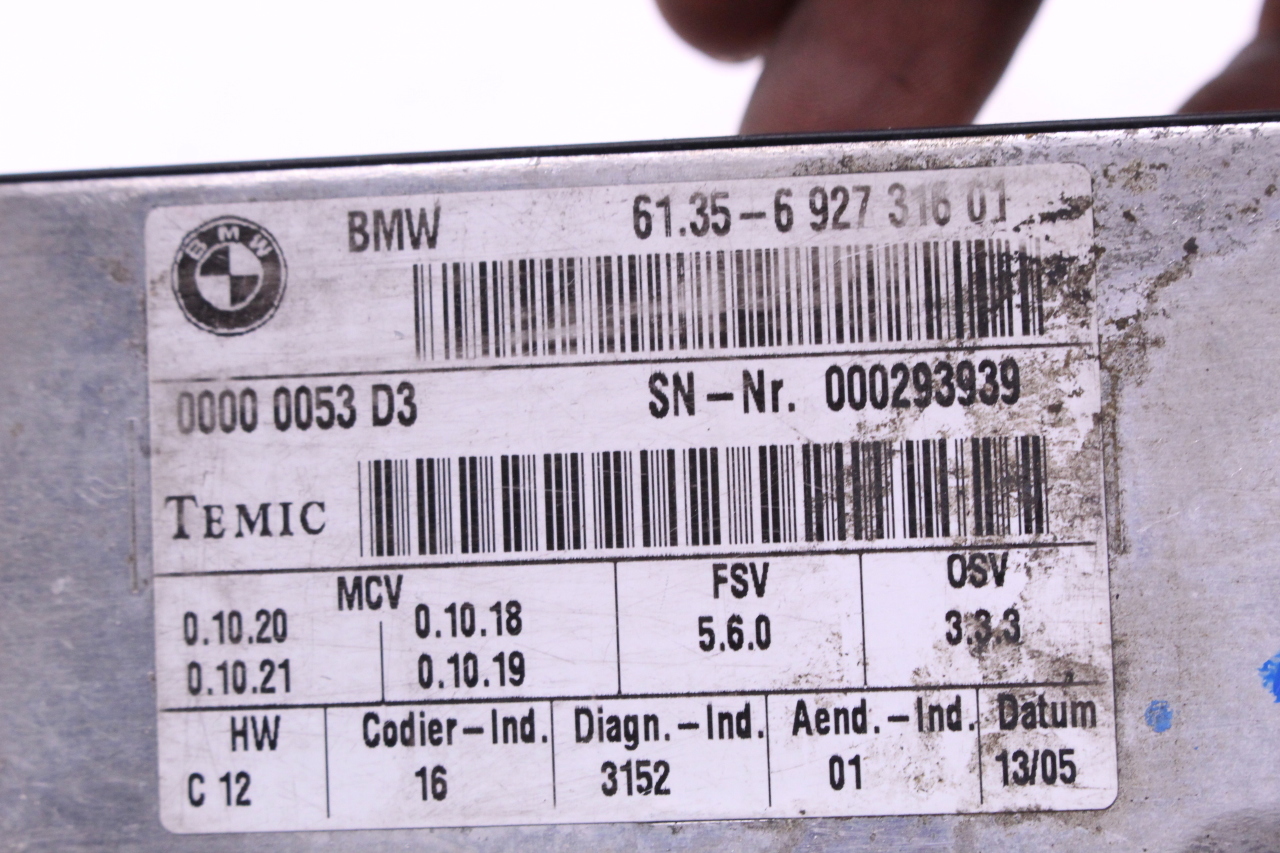 BMW
BMW 61.35-6 927 316 01
0000 0053 D3 SN-Nr. 000293939
TEMIC
MCV FSV OSV
0.10.20 0.10.18 5.6.0 3.3.3
0.10.21 0.10.19
HW Codier-Ind. Diagn.-Ind. Aend.-Ind. Datum
C 12 16 3152 01 13/05